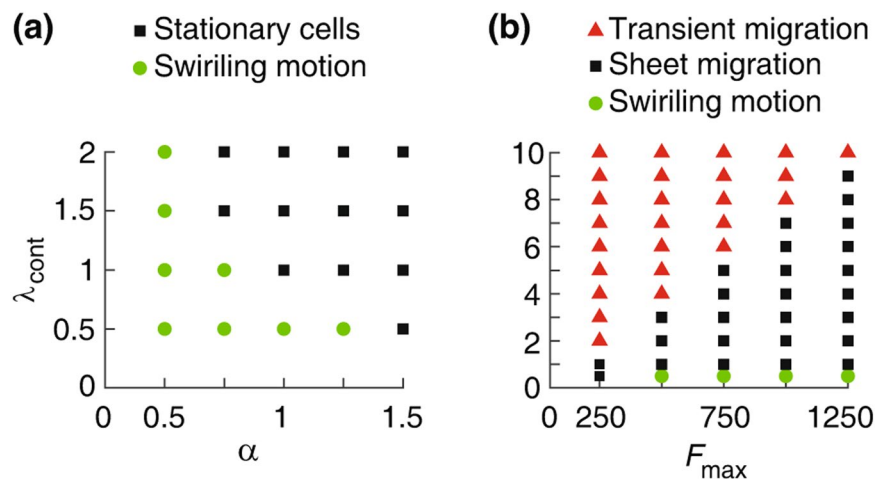 (a)
Stationary cells
Swiriling motion
2
1.5
1
0.5
0
0.5
1
1.5
0
λcont
α
(b)
Transient migration
Sheet migration
Swiriling motion
10
8
6
4
2
0
0
250
750
1250
Fmax